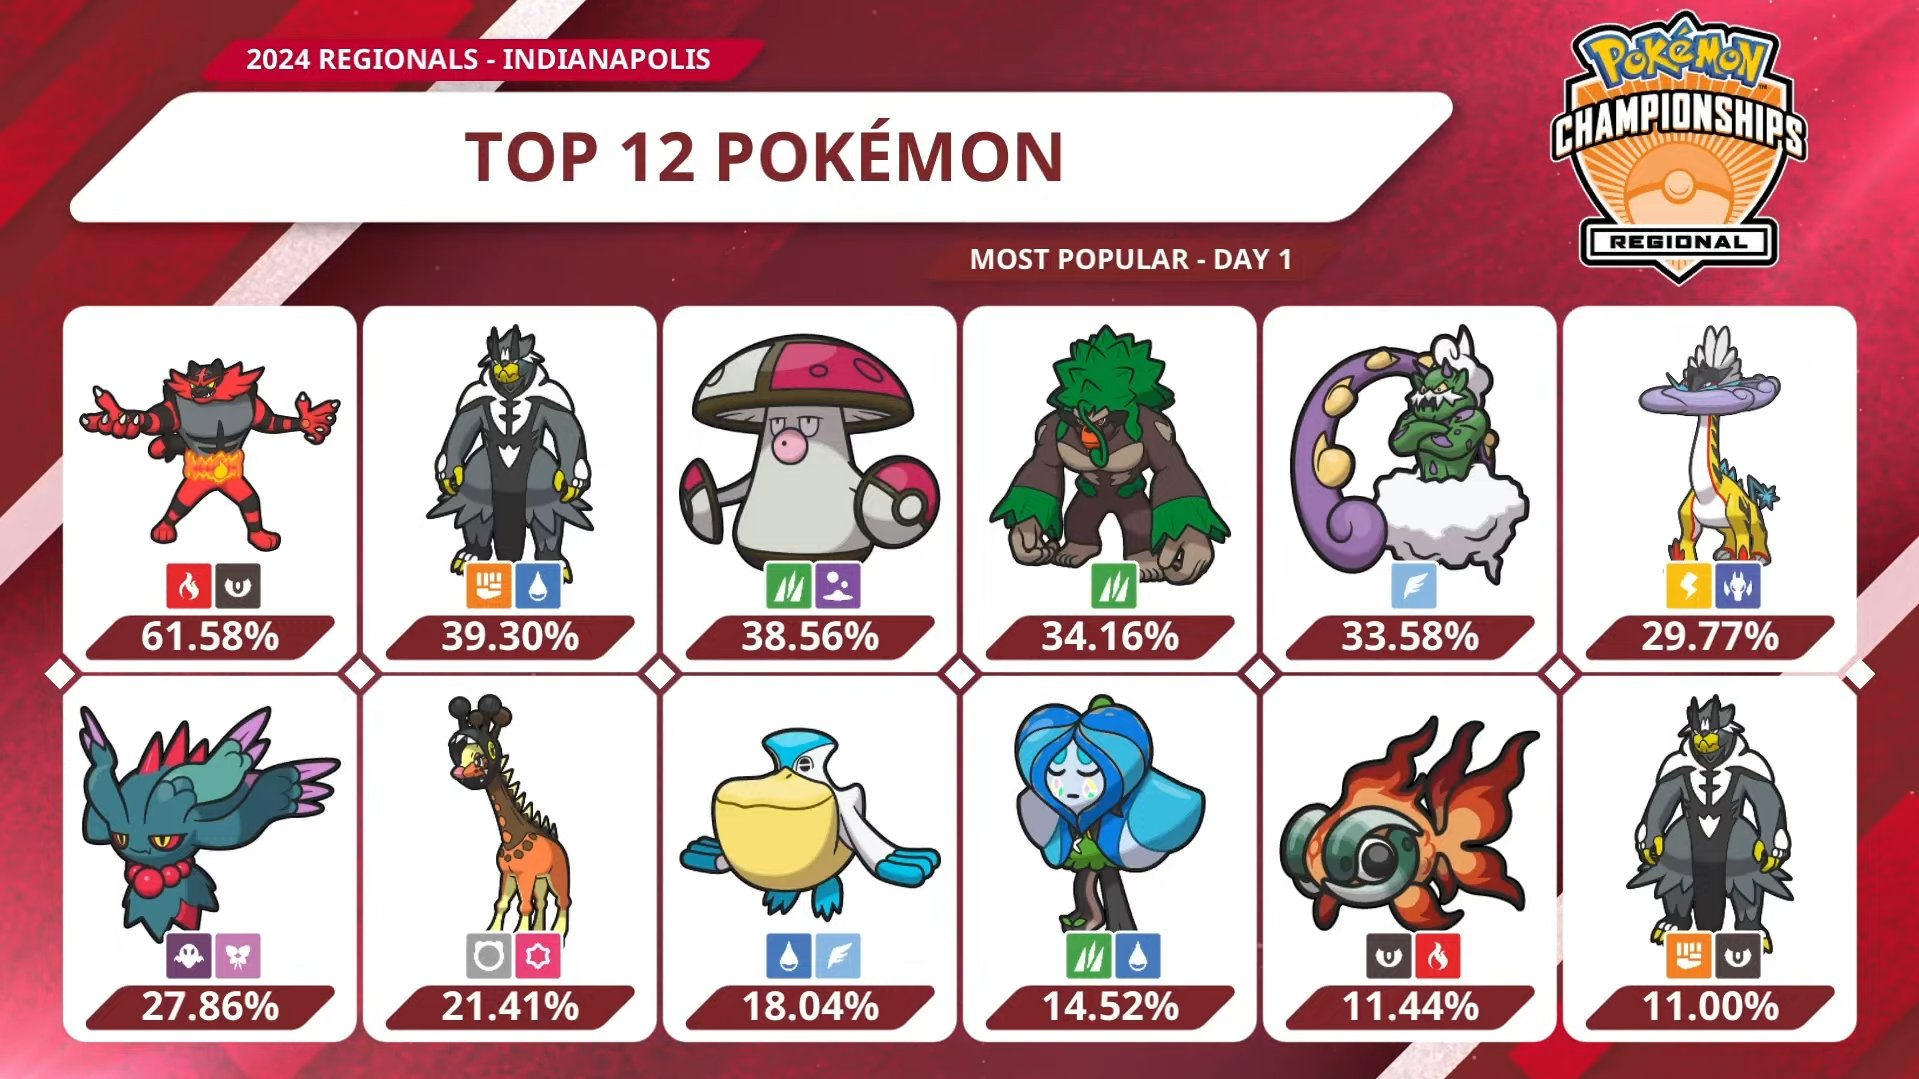 2024 REGIONALS - INDIANAPOLIS
TOP 12 POKÉMON
MOST POPULAR - DAY 1
POKéMON
CHAMPIONSHIPS
REGIONAL
61.58%
39.30%
38.56%
34.16%
33.58%
29.77%
27.86%
21.41%
18.04%
14.52%
11.44%
11.00%